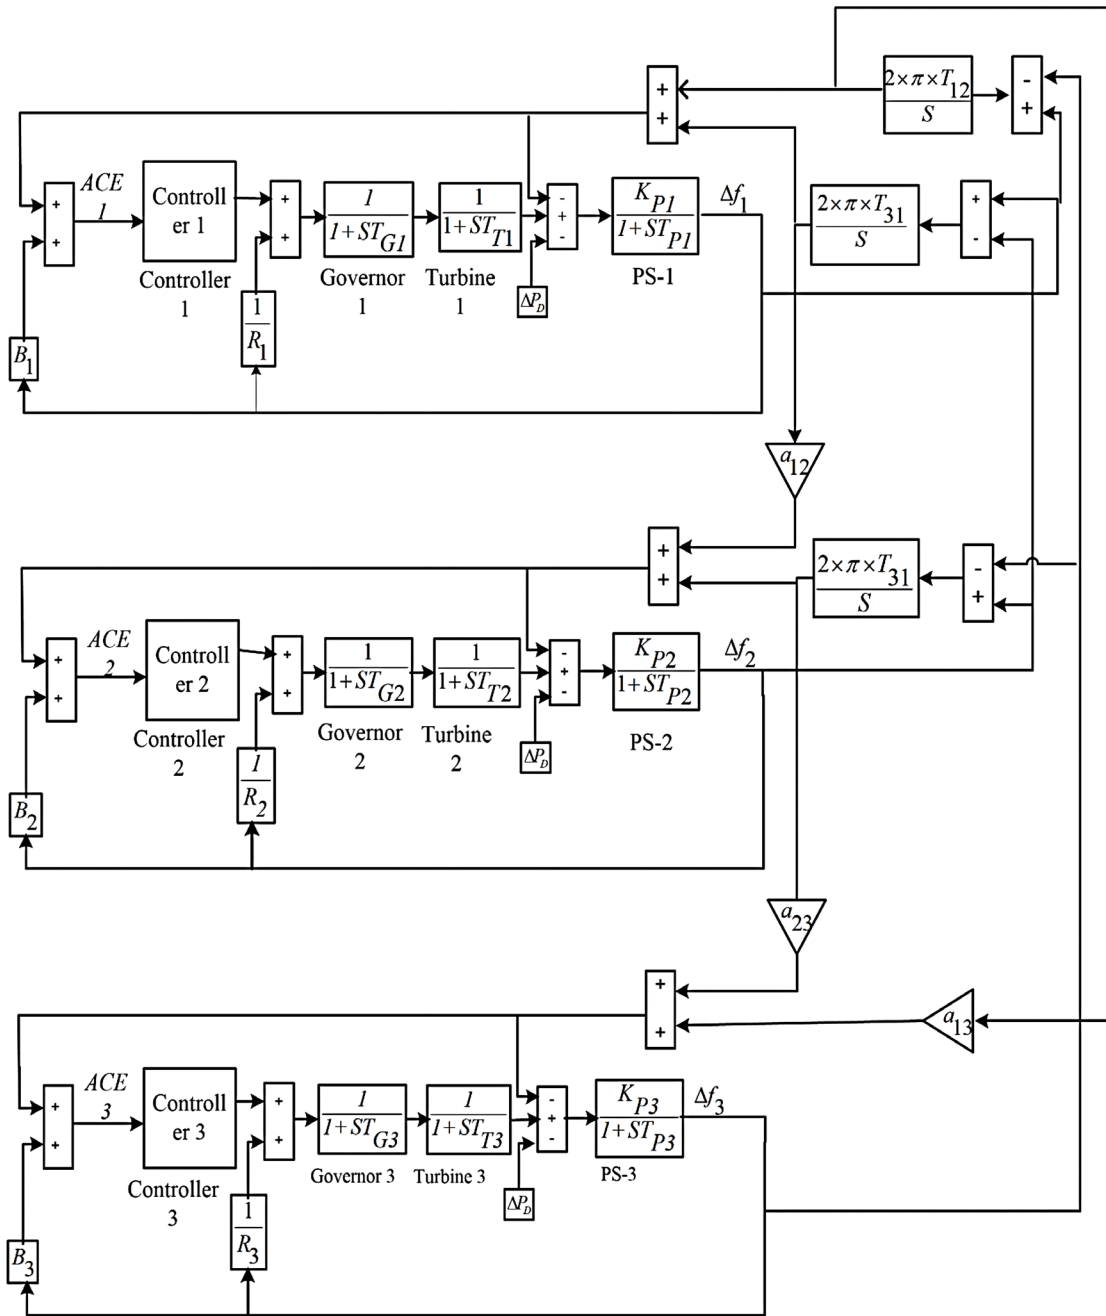 2×π×T12
S
-
+
+
+
ACE
1
+
+
Controll
er 1
Controller
1
+
+
1
1+STG1
Governor
1
1
1+STT1
Turbine
1
-
+
-
ΔPD
KP1
1+STP1
PS-1
Δf1
2×π×T31
S
+
-
1
R1
B1
a12
+
+
2×π×T31
S
-
+
ACE
2
+
+
Controll
er 2
Controller
2
+
+
1
1+STG2
Governor
2
1
1+STT2
Turbine
2
-
+
-
ΔPD
KP2
1+STP2
PS-2
Δf2
1
R2
B2
a23
+
+
a13
ACE
3
+
+
Controll
er 3
Controller
3
+
+
1
1+STG3
Governor 3
1
1+STT3
Turbine 3
-
+
-
ΔPD
KP3
1+STP3
PS-3
Δf3
1
R3
B3